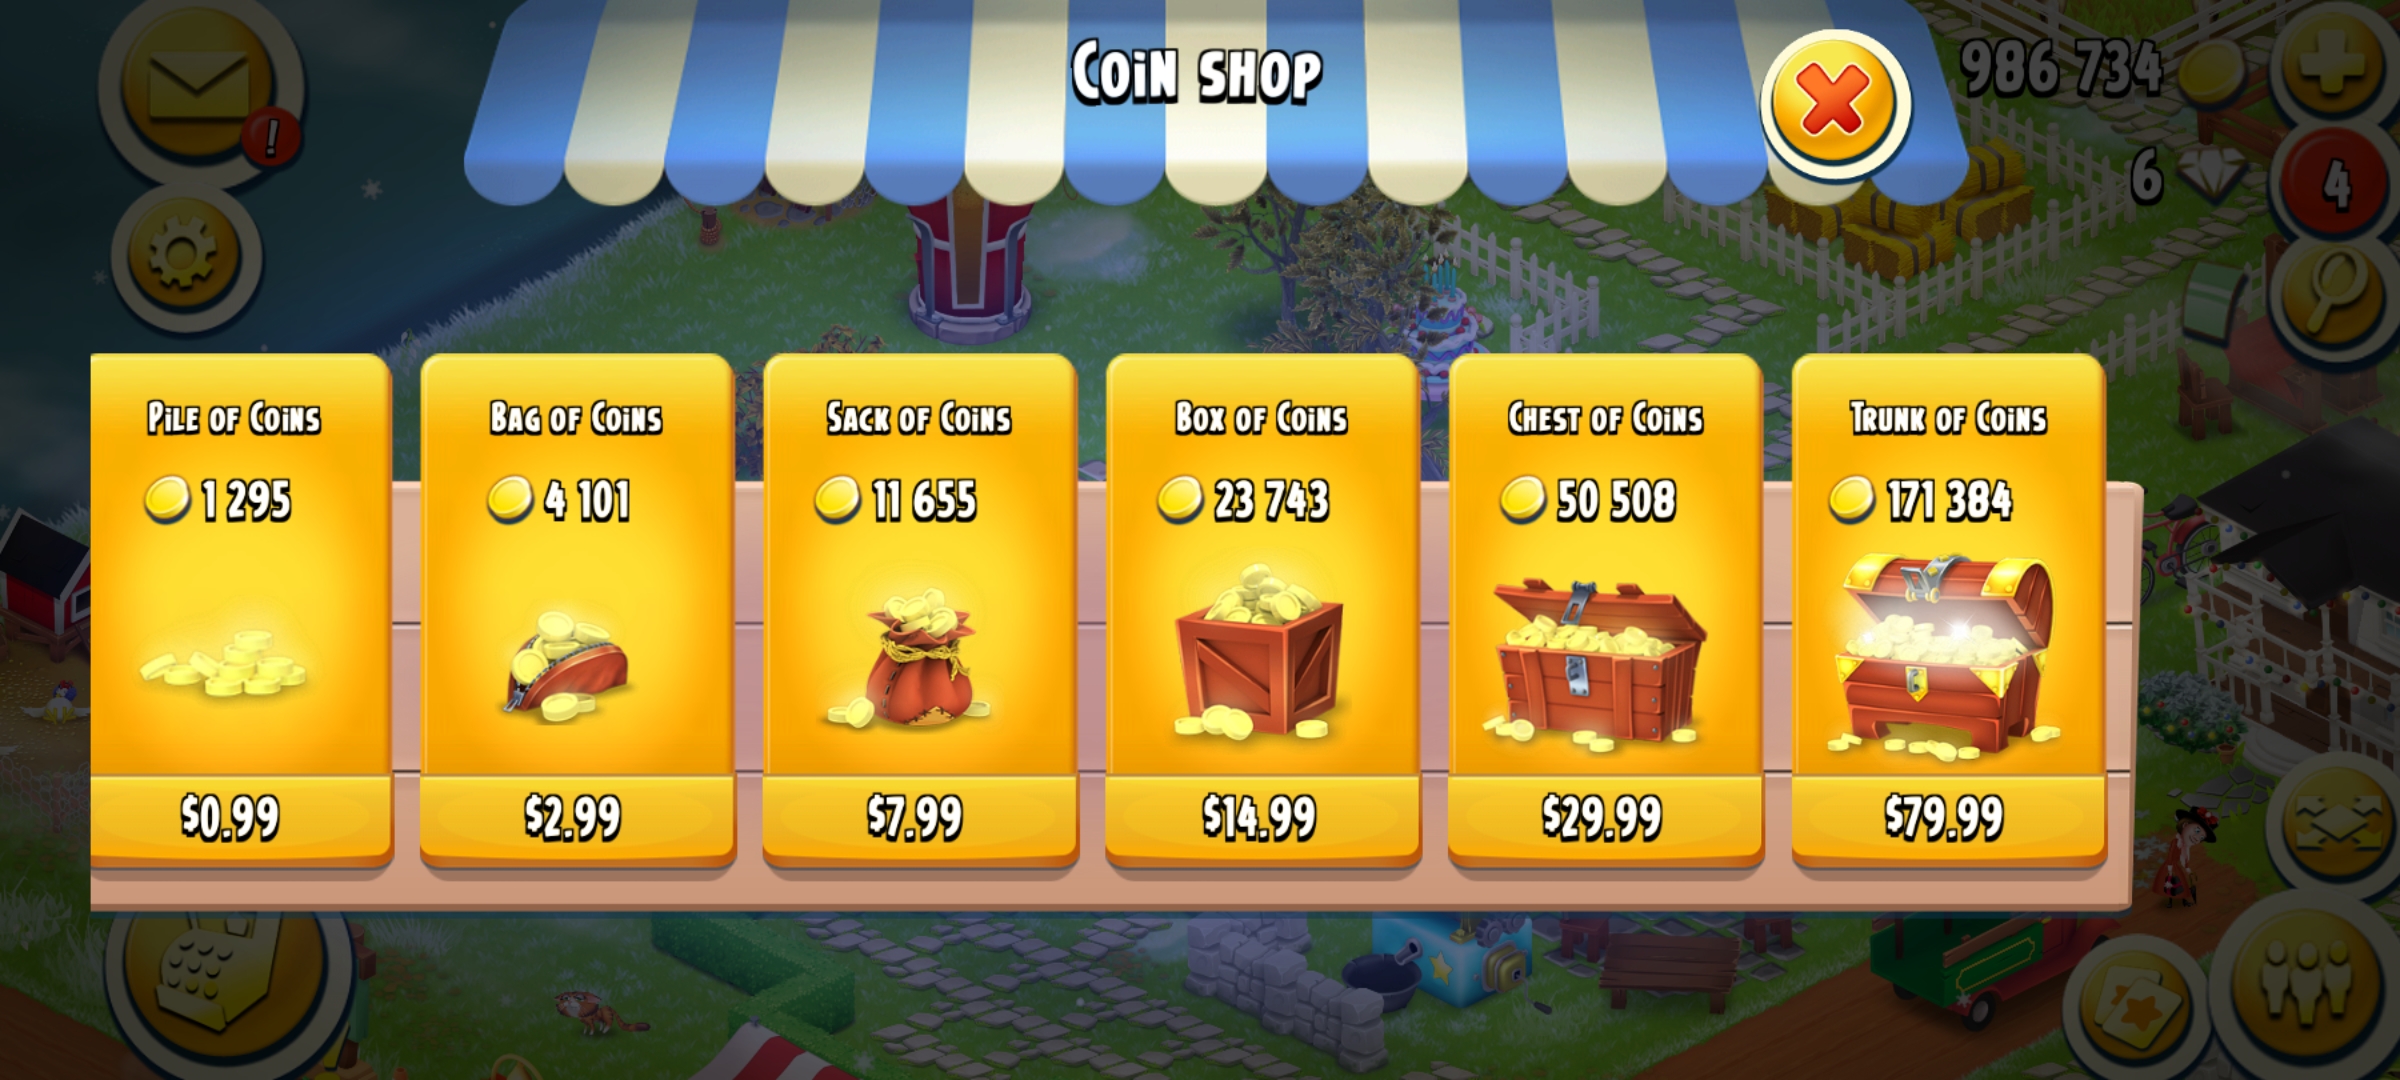 COiN SHOP
986 734
!
6
4
PiLE OF COiNS
1 295
$0.99
BAG OF COiNS
4 101
$2.99
SACK OF COiNS
11 655
$7.99
BOX OF COiNS
23 743
$14.99
CHEST OF COiNS
50 508
$29.99
TRUNK OF COiNS
171 384
$79.99